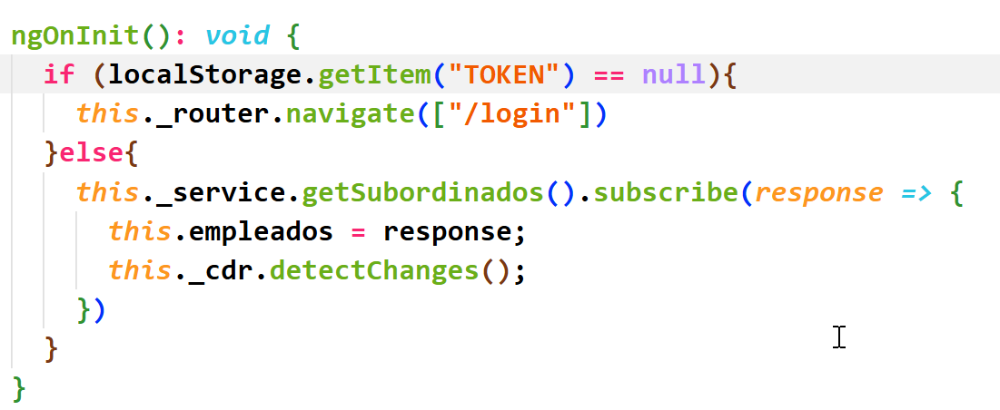 ngOnInit(): void {
if (localStorage.getItem("TOKEN") == null){
this._router.navigate(["/login"])
}else{
this._service.getSubordinados().subscribe(response => {
this.empleados = response;
this._cdr.detectChanges();
})
}
}